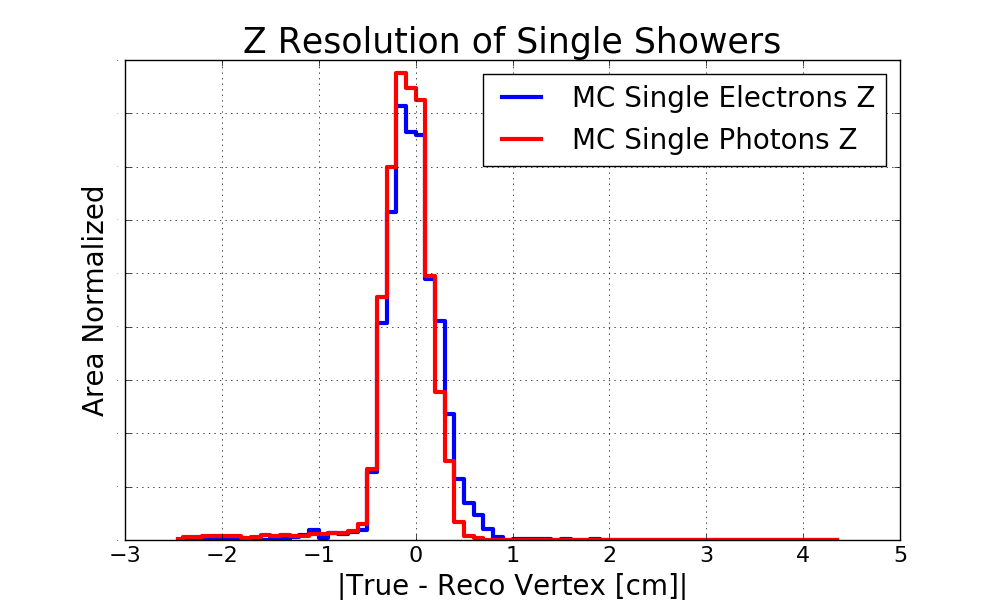 Z Resolution of Single Showers
MC Single Electrons Z
MC Single Photons Z
Area Normalized
−3 −2 −1 0 1 2 3 4 5
|True - Reco Vertex [cm]|